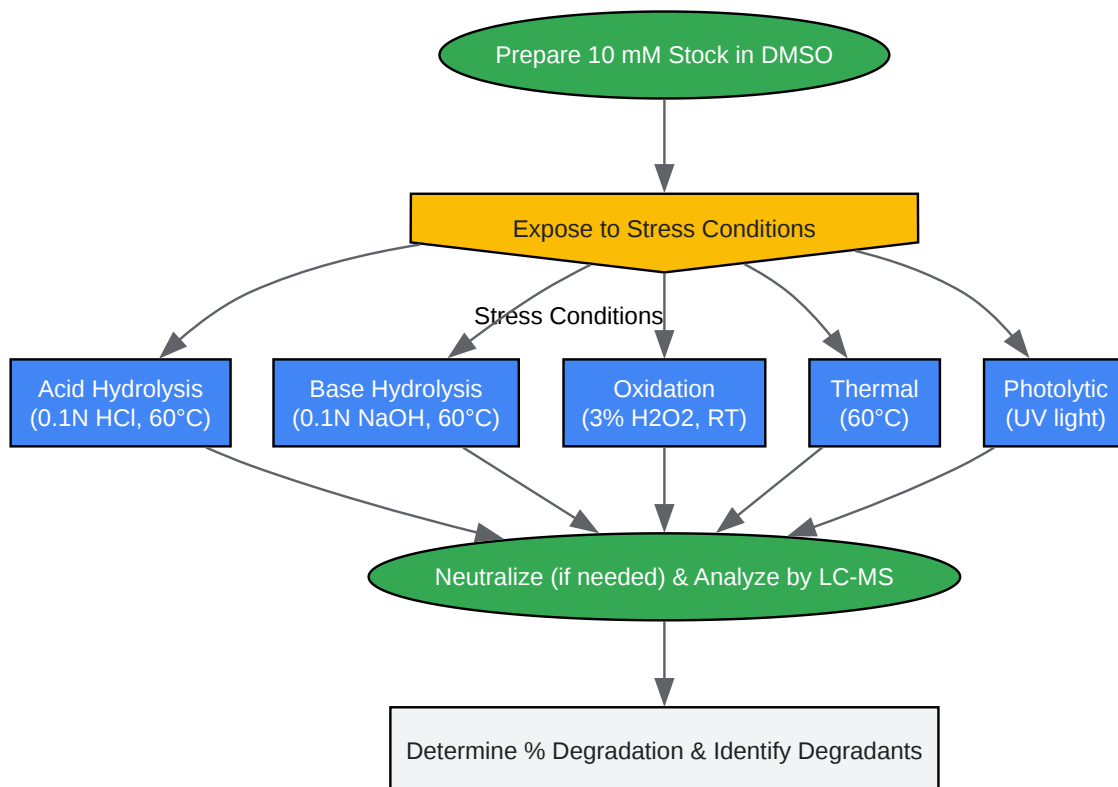 Prepare 10 mM Stock in DMSO
Expose to Stress Conditions
Stress Conditions
Acid Hydrolysis
(0.1N HCl, 60°C)
Base Hydrolysis
(0.1N NaOH, 60°C)
Oxidation
(3% H2O2, RT)
Thermal
(60°C)
Photolytic
(UV light)
Neutralize (if needed) & Analyze by LC-MS
Determine % Degradation & Identify Degradants